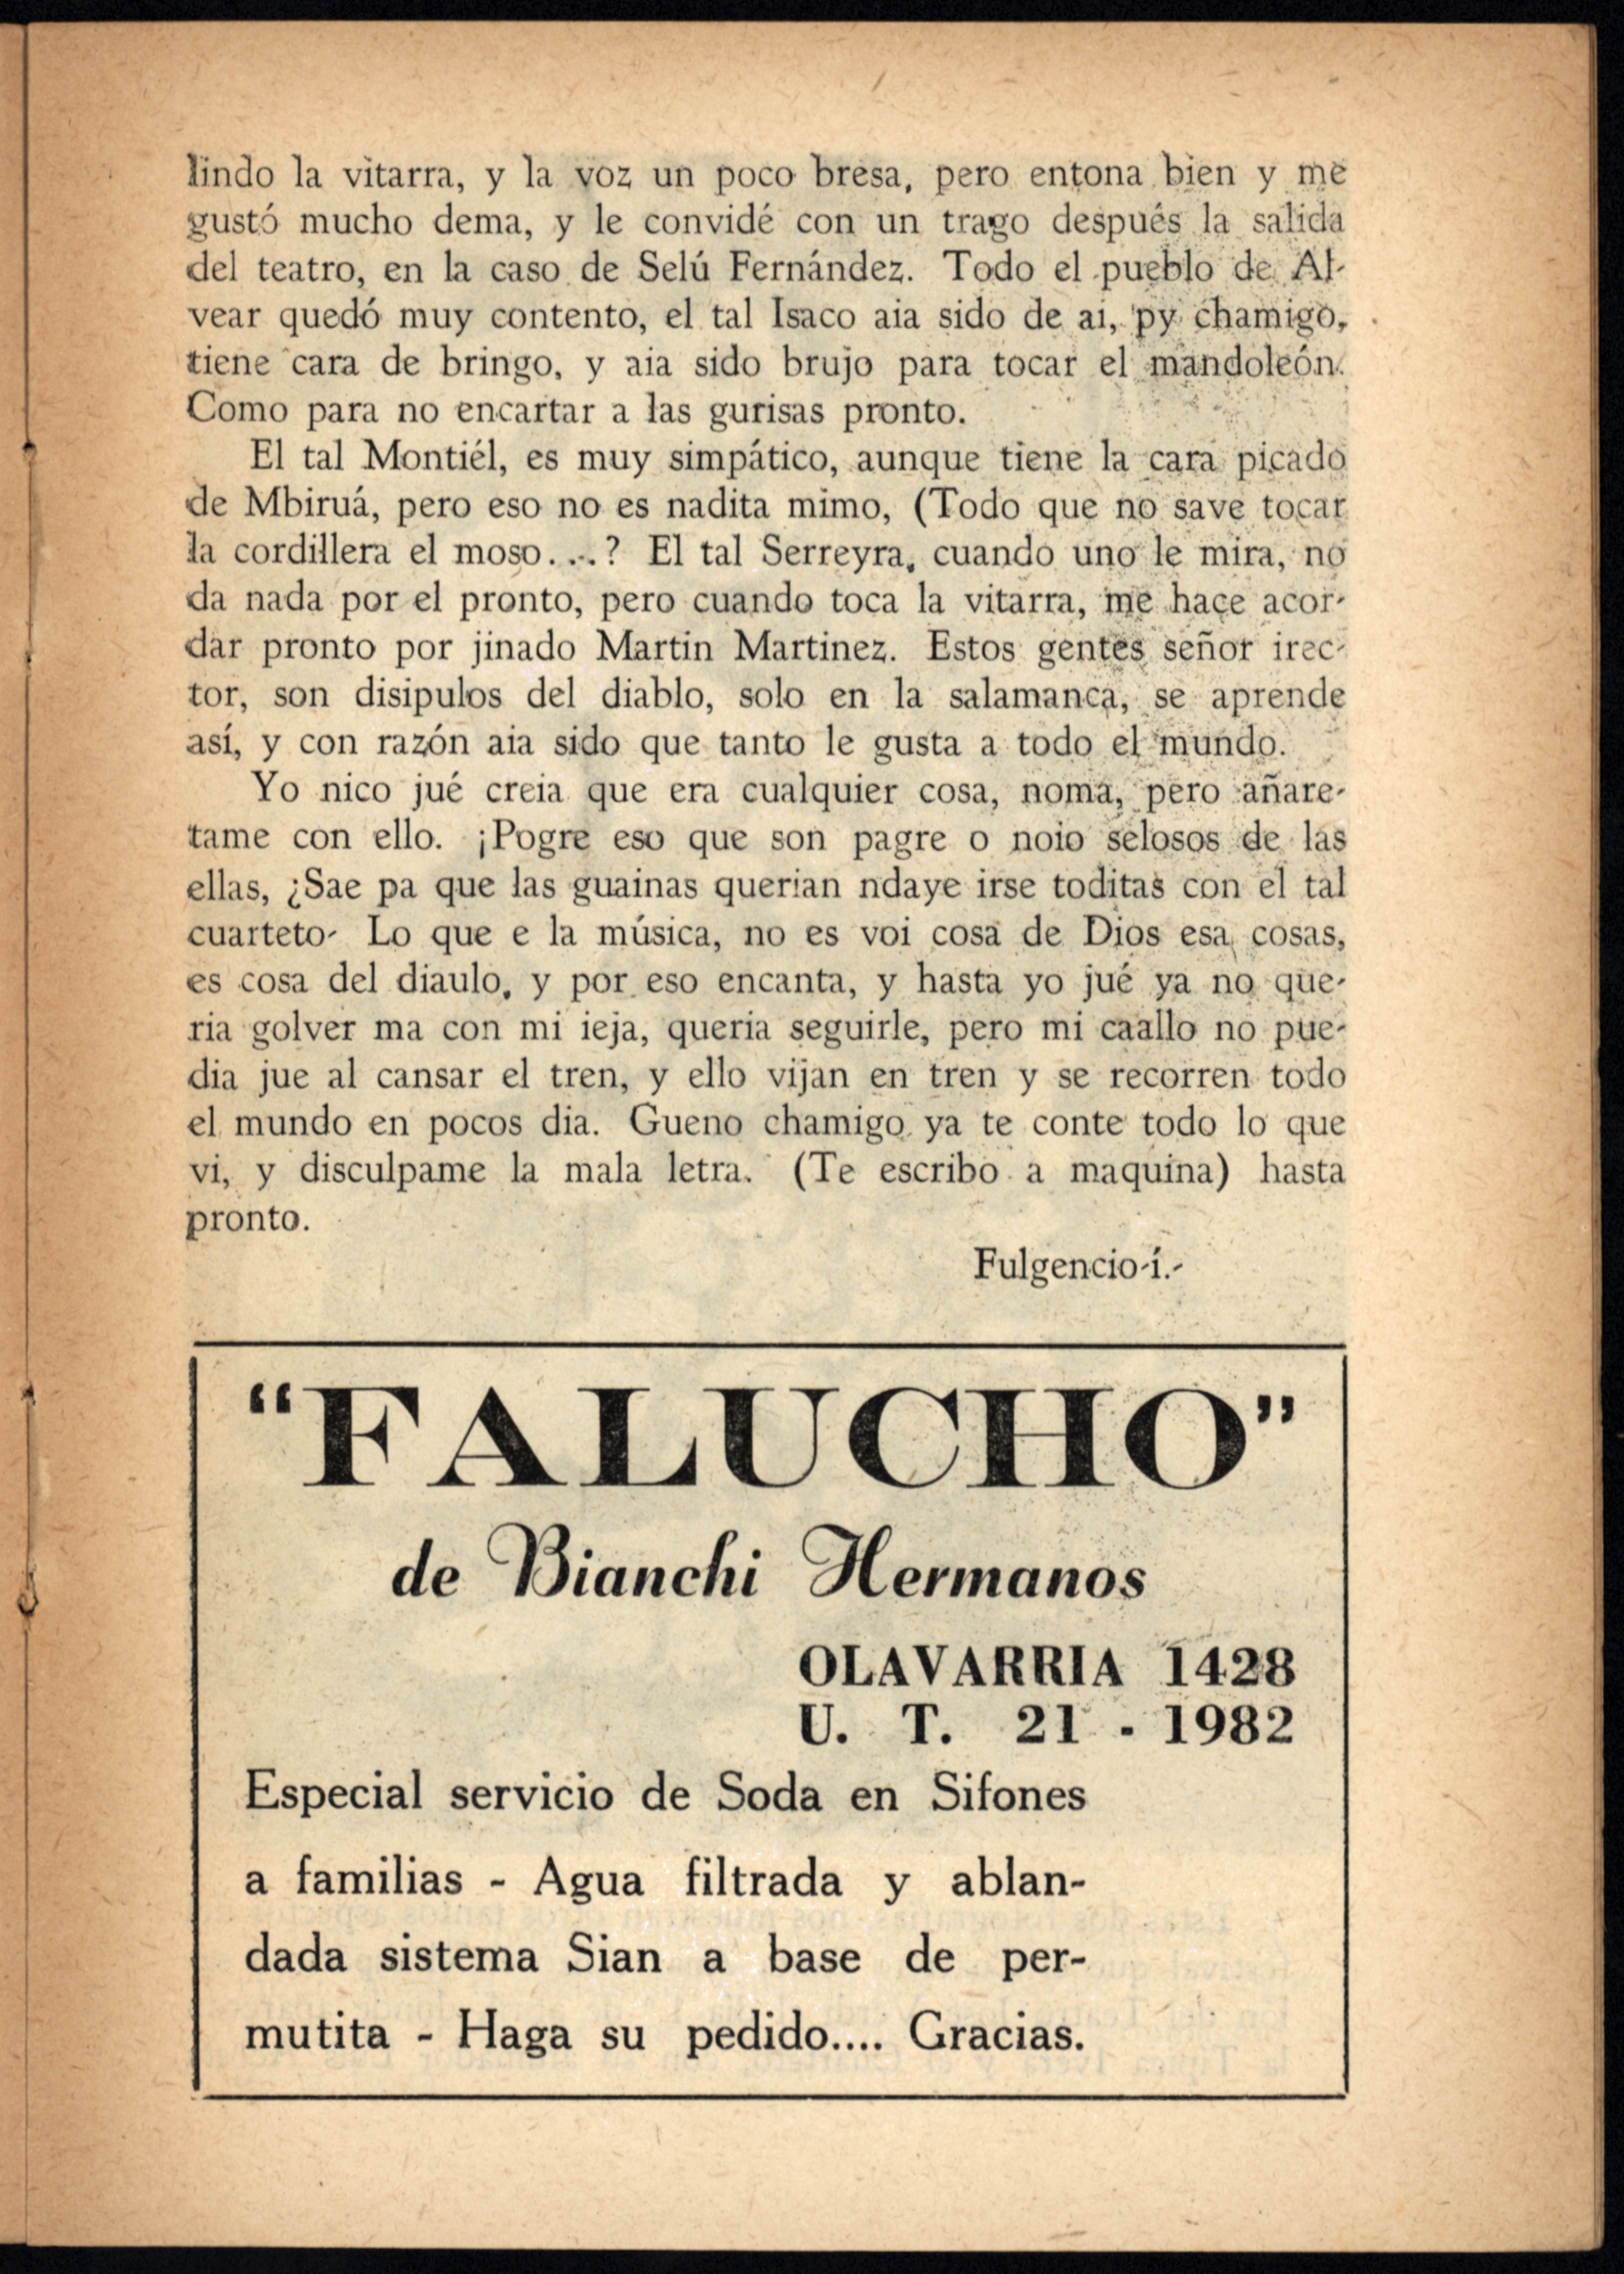 lindo la vitarra, y la voz un poco bresa, pero entona bien y me
gustó mucho dema, y le convidé con un trago después la salida
del teatro, en la caso de Selú Fernández. Todo el pueblo de Al-
vear quedó muy contento, el tal Isaco aia sido de ai, py chamigo,
tiene cara de bringo, y aia sido brujo para tocar el mandoleón.
Como para no encartar a las gurisas pronto.
El tal Montiél, es muy simpático, aunque tiene la cara picado
de Mbiruá, pero eso no es nadita mimo, (Todo que no save tocar
la cordillera el moso....? El tal Serreyra, cuando uno le mira, no
da nada por el pronto, pero cuando toca la vitarra, me hace acor-
dar pronto por jinado Martin Martinez. Estos gentes señor irec-
tor, son disipulos del diablo, solo en la salamanca, se aprende
así, y con razón aia sido que tanto le gusta a todo el mundo.
Yo nico jué creia que era cualquier cosa, noma, pero añare-
tame con ello. ¡Pogre eso que son pagre o noio selosos de las
ellas, ¿Sae pa que las guainas querian ndaye irse toditas con el tal
cuarteto- Lo que e la música, no es voi cosa de Dios esa cosas,
es cosa del diaulo, y por eso encanta, y hasta yo jué ya no que-
ria golver ma con mi ieja, queria seguirle, pero mi caallo no pue-
dia jue al cansar el tren, y ello vijan en tren y se recorren todo
el mundo en pocos dia. Gueno chamigo ya te conte todo lo que
vi, y disculpame la mala letra. (Te escribo a maquina) hasta
pronto.
Fulgencio-í.-
"FALUCHO"
de Bianchi Hermanos
OLAVARRIA 1428
U. T. 21 - 1982
Especial servicio de Soda en Sifones
a familias - Agua filtrada y ablan-
dada sistema Sian a base de per-
mutita - Haga su pedido.... Gracias.